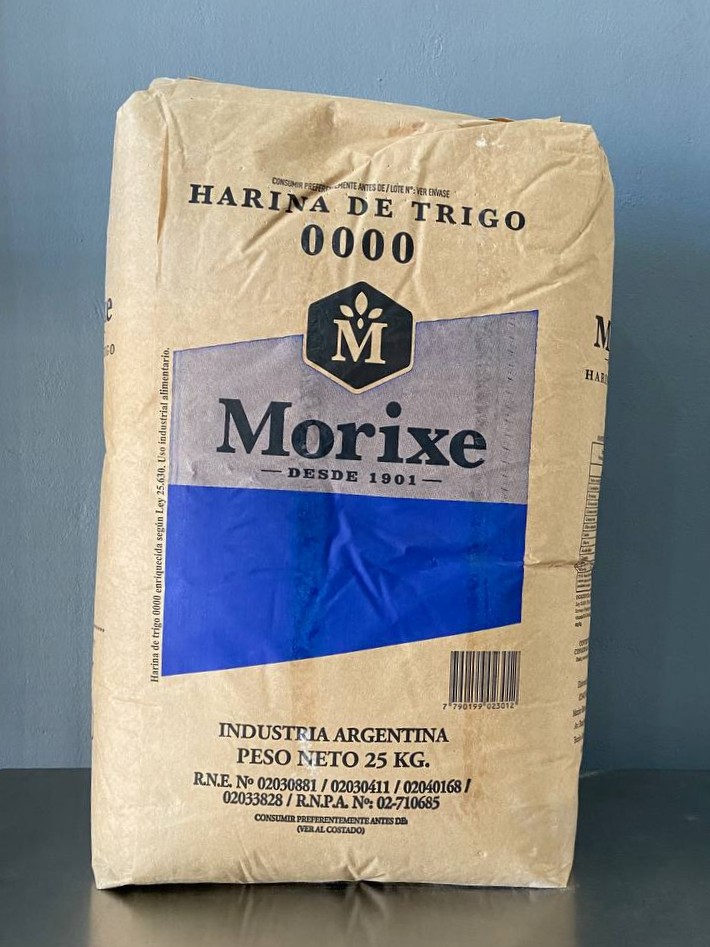 CONSUMIR PREFERENTEMENTE ANTES DE / LOTE N°: VER ENVASE
HARINA DE TRIGO
0000
M
Morixe
DESDE 1901
Harina de trigo 0000 enriquecida según Ley 25.630. Uso industrial alimentario.
7 790199 023012
INDUSTRIA ARGENTINA
PESO NETO 25 KG.
R.N.E. Nº 02030881 / 02030411 / 02040168 /
02033828 / R.N.P.A. Nº: 02-710685
CONSUMIR PREFERENTEMENTE ANTES DE:
(VER AL COSTADO)